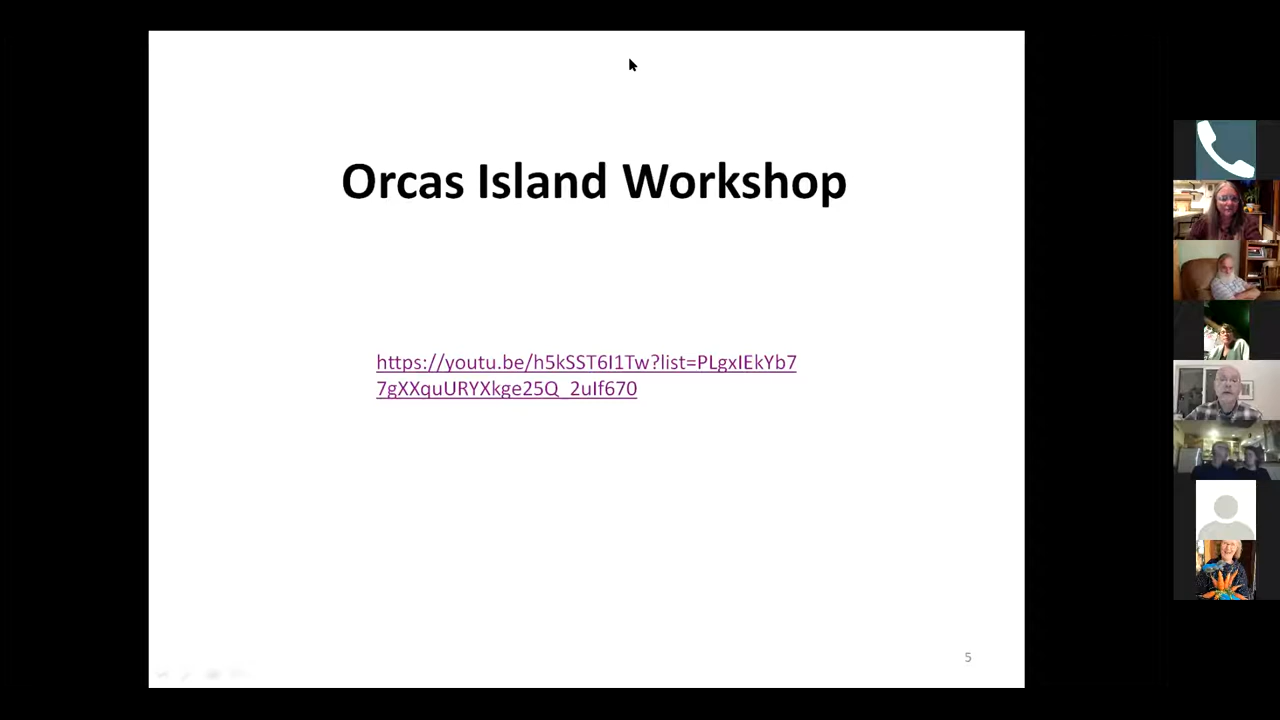 Orcas Island Workshop
https://youtu.be/h5kSST6I1Tw?list=PLgxIEkYb7
7gXXquURYXkge25Q_2uIf670
5